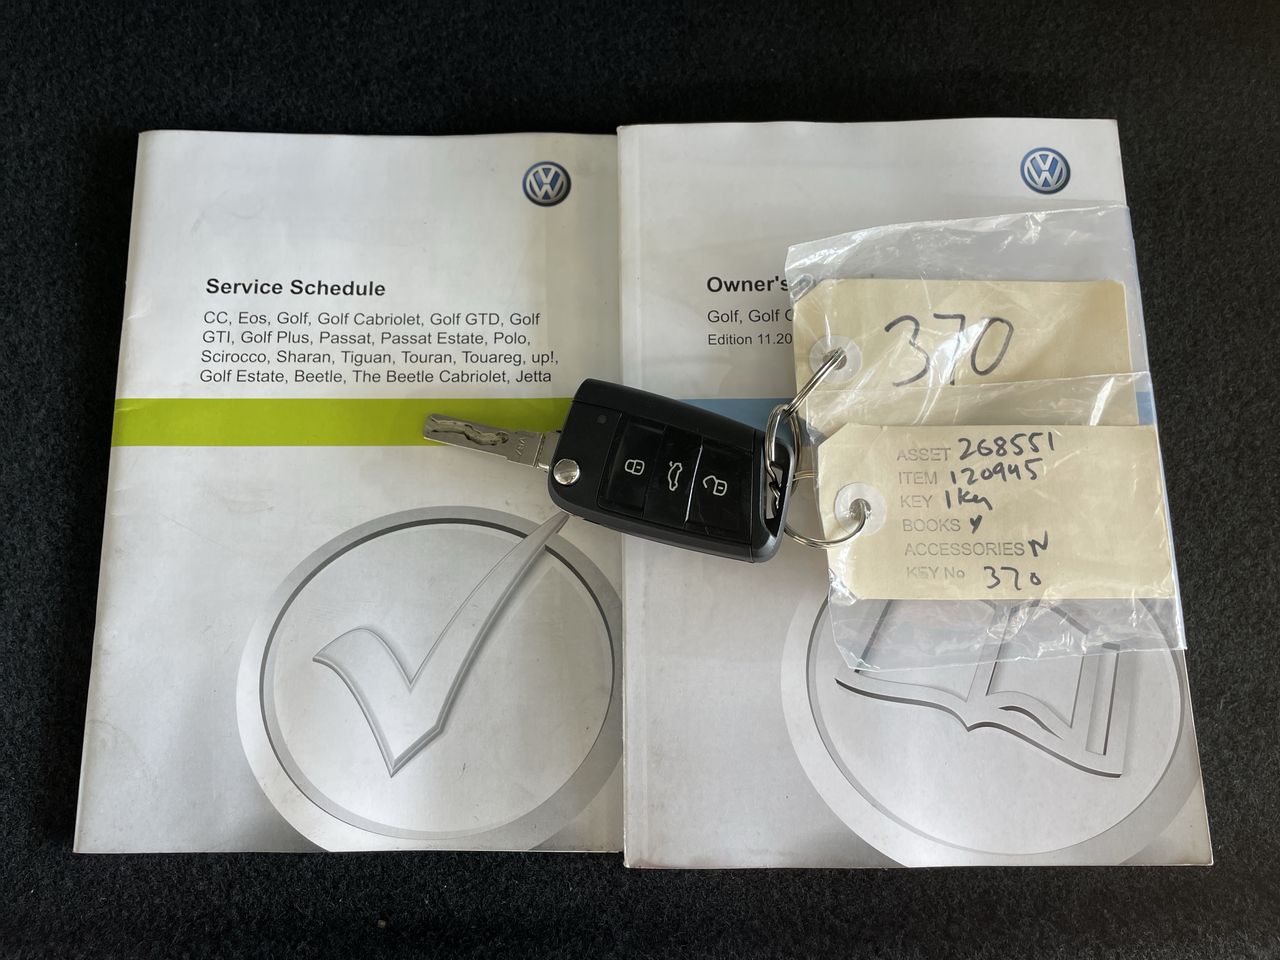 Service Schedule
CC, Eos, Golf, Golf Cabriolet, Golf GTD, Golf
GTI, Golf Plus, Passat, Passat Estate, Polo,
Scirocco, Sharan, Tiguan, Touran, Touareg, up!,
Golf Estate, Beetle, The Beetle Cabriolet, Jetta
Owner's
Golf, Golf
Edition 11.20
370
ASSET 268551
ITEM 120945
KEY 1 Key
BOOKS Y
ACCESSORIES N
KEY No 370